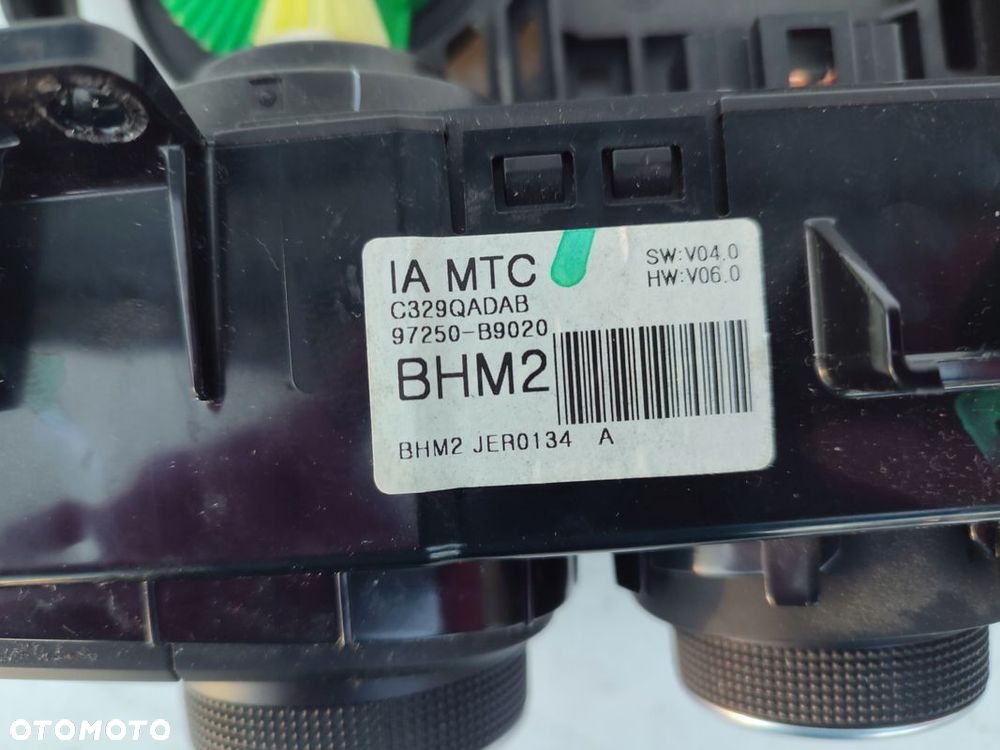 IA MTC
SW:V04.0
HW:V06.0
C329QADAB
97250-B9020
BHM2
BHM2 JER0134 A
OTOMOTO